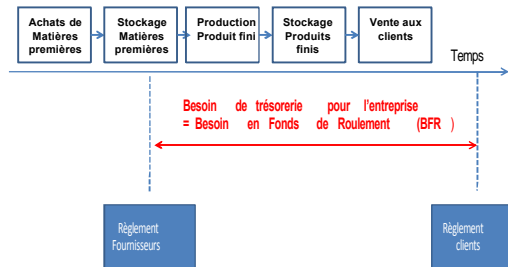 Achats de
Matières
premières
Stockage
Matières
premières
Production
Produit fini
Stockage
Produits
finis
Vente aux
clients
Temps
Besoin de trésorerie pour l'entreprise
= Besoin en Fonds de Roulement (BFR )
Règlement
Fournisseurs
Règlement
clients